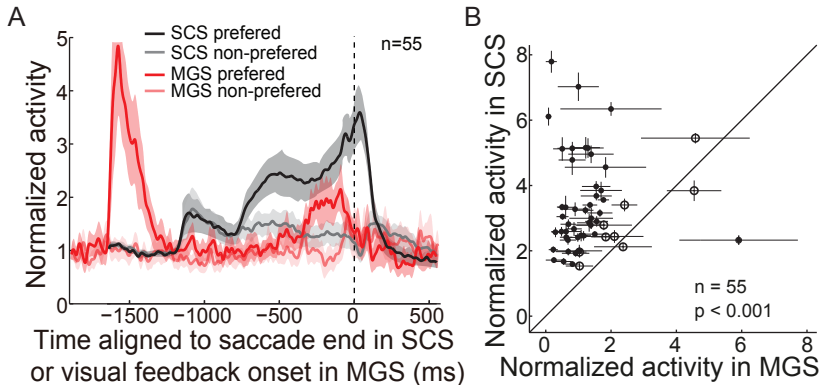 A
SCS prefered
SCS non-prefered
MGS prefered
MGS non-prefered
n=55
Normalized activity
5
4
3
2
1
0
−1500
−1000
−500
0
500
Time aligned to saccade end in SCS
or visual feedback onset in MGS (ms)
B
Normalized activity in SCS
8
6
4
2
0
n = 55
p < 0.001
0
2
4
6
8
Normalized activity in MGS